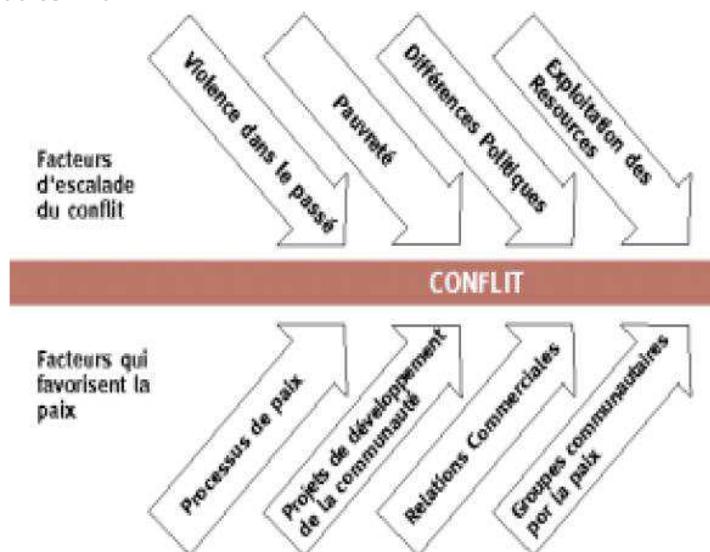 Violence dans le passé
Pauvreté
Différences Politiques
Exploitation des
Resources
Facteurs
d'escalade
du conflit
CONFLIT
Facteurs qui
favorisent la
paix
Processus de paix
Projets de développement
de la communauté
Relations Commerciales
Groupes communautaires
por la paix